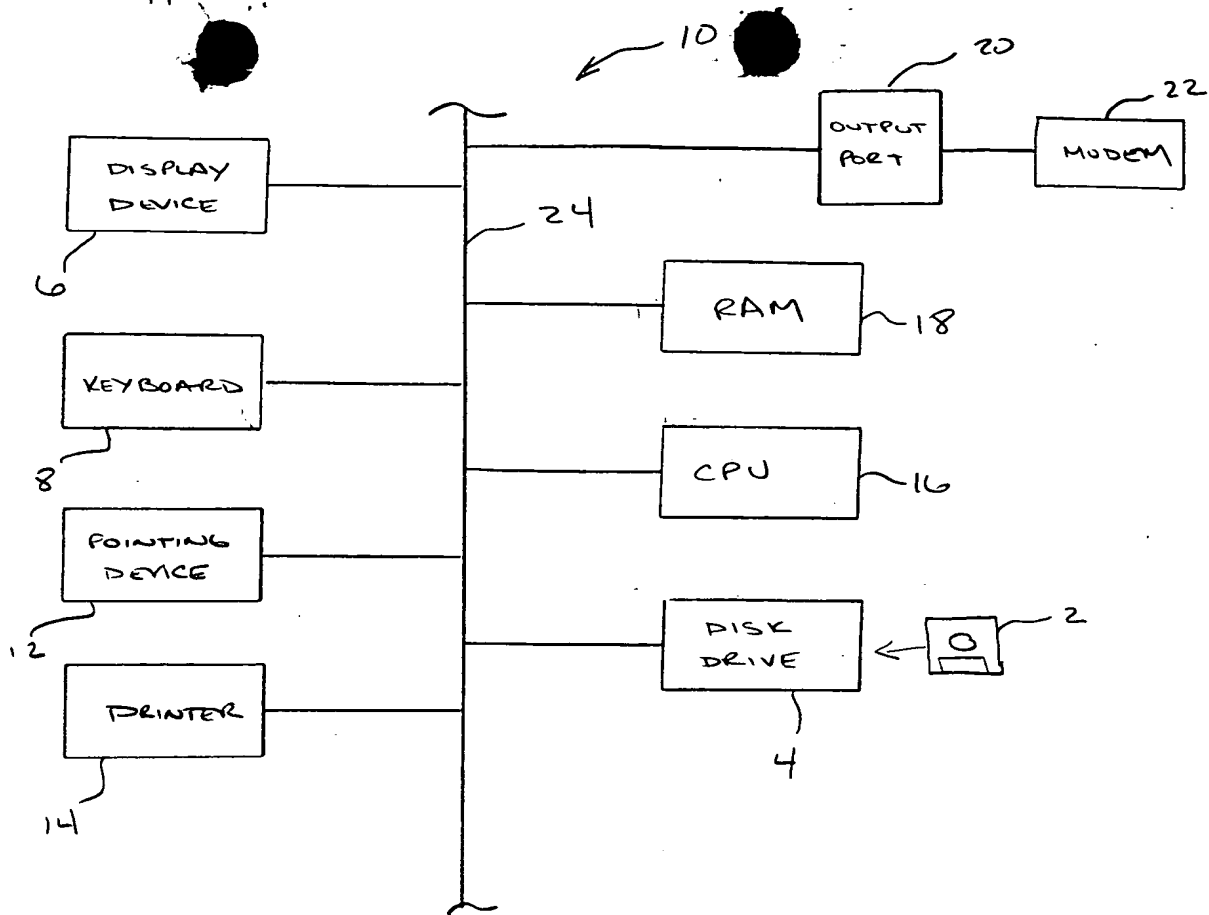 10
20
22
OUTPUT
PORT
MODEM
DISPLAY
DEVICE
24
6
RAM
18
KEYBOARD
8
CPU
16
POINTING
DEVICE
12
DISK
DRIVE
2
PRINTER
4
14